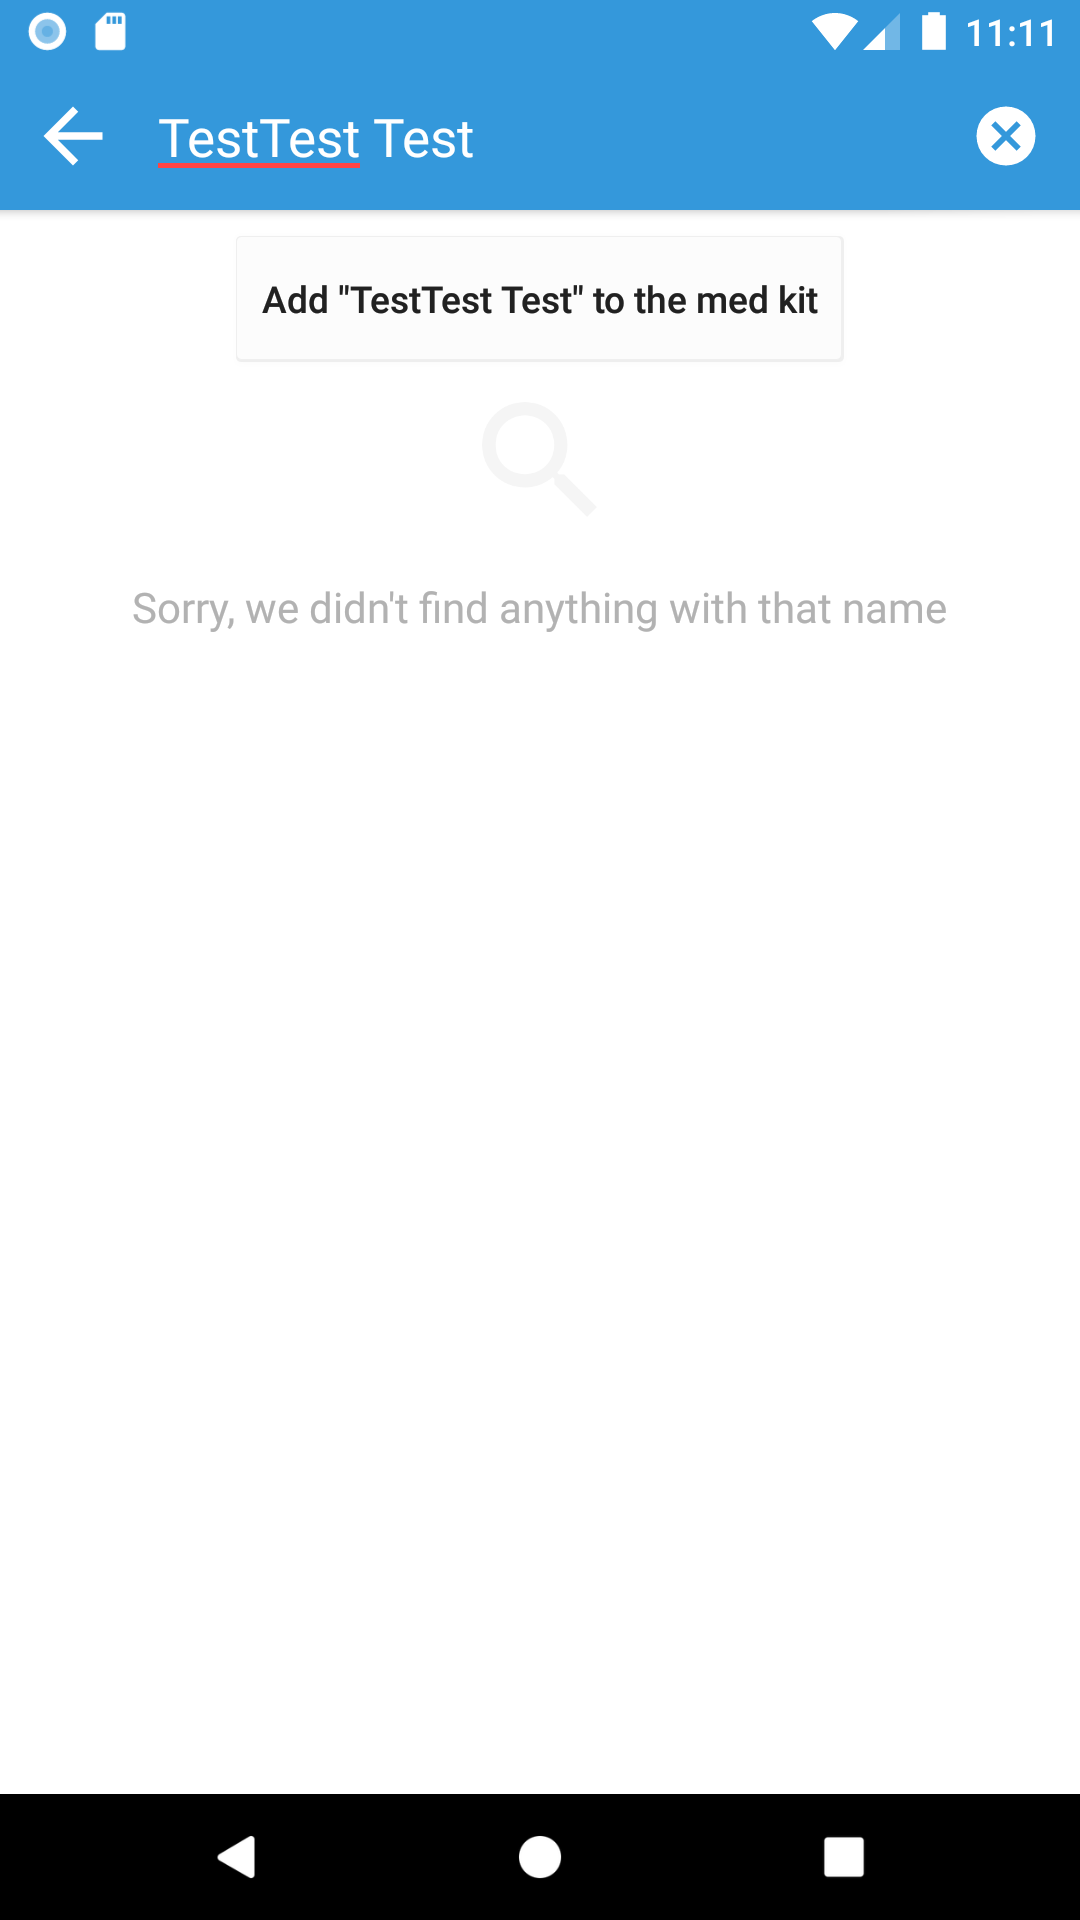 11:11
TestTest Test
Add "TestTest Test" to the med kit
Sorry, we didn't find anything with that name